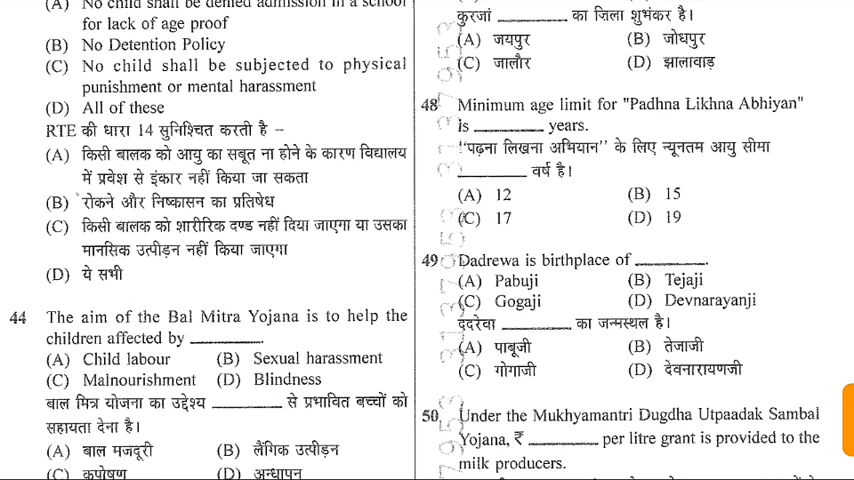 (A) No child shall be denied admission in a school
for lack of age proof
(B) No Detention Policy
(C) No child shall be subjected to physical
punishment or mental harassment
(D) All of these
RTE की धारा 14 सुनिश्चित करती है –
(A) किसी बालक को आयु का सबूत ना होने के कारण विद्यालय
में प्रवेश से इंकार नहीं किया जा सकता
(B) रोकने और निष्कासन का प्रतिषेध
(C) किसी बालक को शारीरिक दण्ड नहीं दिया जाएगा या उसका
मानसिक उत्पीड़न नहीं किया जाएगा
(D) ये सभी
44 The aim of the Bal Mitra Yojana is to help the
children affected by ________.
(A) Child labour (B) Sexual harassment
(C) Malnourishment (D) Blindness
बाल मित्र योजना का उद्देश्य ________ से प्रभावित बच्चों को
सहायता देना है।
(A) बाल मजदूरी (B) लैंगिक उत्पीड़न
(C) कुपोषण (D) अन्धापन
कुरजां ________ का जिला शुभंकर है।
(A) जयपुर (B) जोधपुर
(C) जालौर (D) झालावाड़
48 Minimum age limit for "Padhna Likhna Abhiyan"
is ________ years.
"पढ़ना लिखना अभियान" के लिए न्यूनतम आयु सीमा
________ वर्ष है।
(A) 12 (B) 15
(C) 17 (D) 19
49 Dadrewa is birthplace of ________.
(A) Pabuji (B) Tejaji
(C) Gogaji (D) Devnarayanji
ददरेवा ________ का जन्मस्थल है।
(A) पाबूजी (B) तेजाजी
(C) गोगाजी (D) देवनारायणजी
50 Under the Mukhyamantri Dugdha Utpaadak Sambal
Yojana, ₹ ________ per litre grant is provided to the
milk producers.